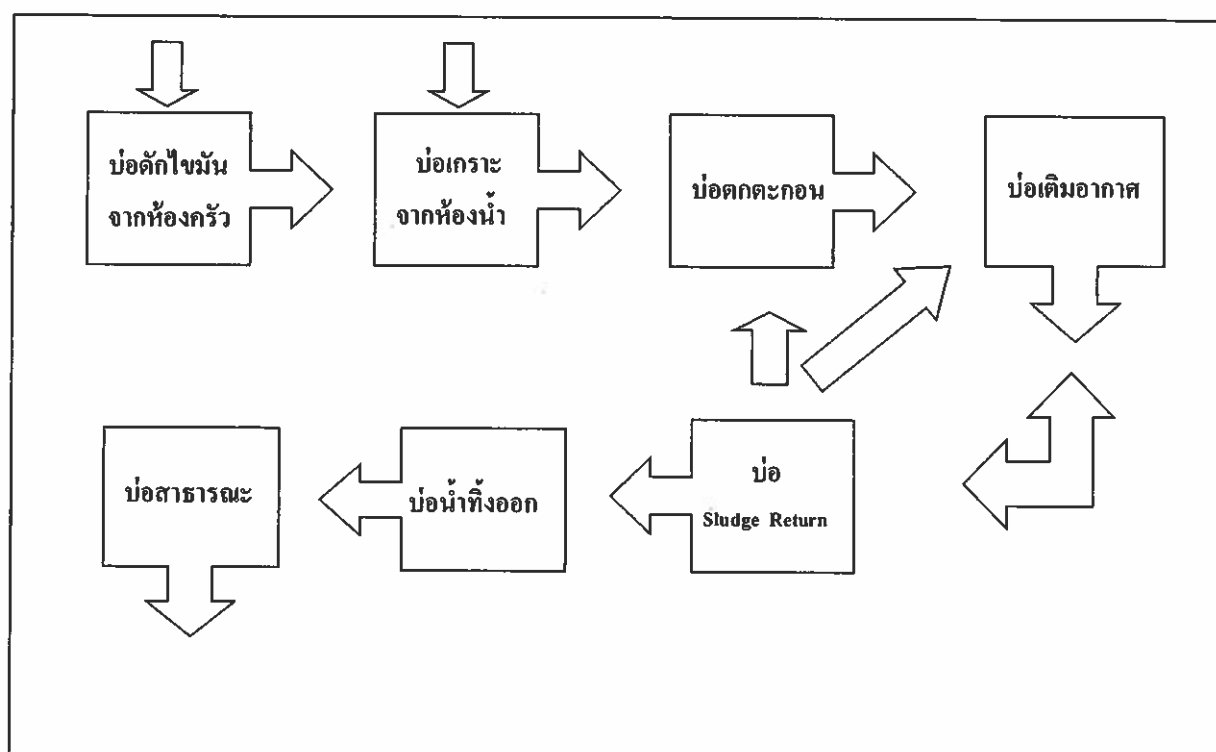 บ่อดักไขมัน
จากห้องครัว
บ่อเกราะ
จากห้องน้ำ
บ่อตกตะกอน
บ่อเติมอากาศ
บ่อสาธารณะ
บ่อน้ำทิ้งออก
บ่อ
Sludge Return